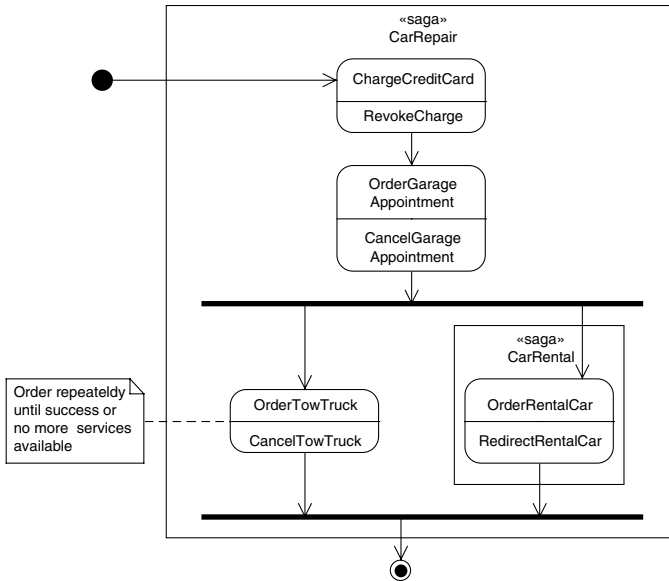 «saga»
CarRepair
ChargeCreditCard
RevokeCharge
OrderGarage
Appointment
CancelGarage
Appointment
«saga»
CarRental
Order repeateldy
until success or
no more services
available
OrderTowTruck
CancelTowTruck
OrderRentalCar
RedirectRentalCar